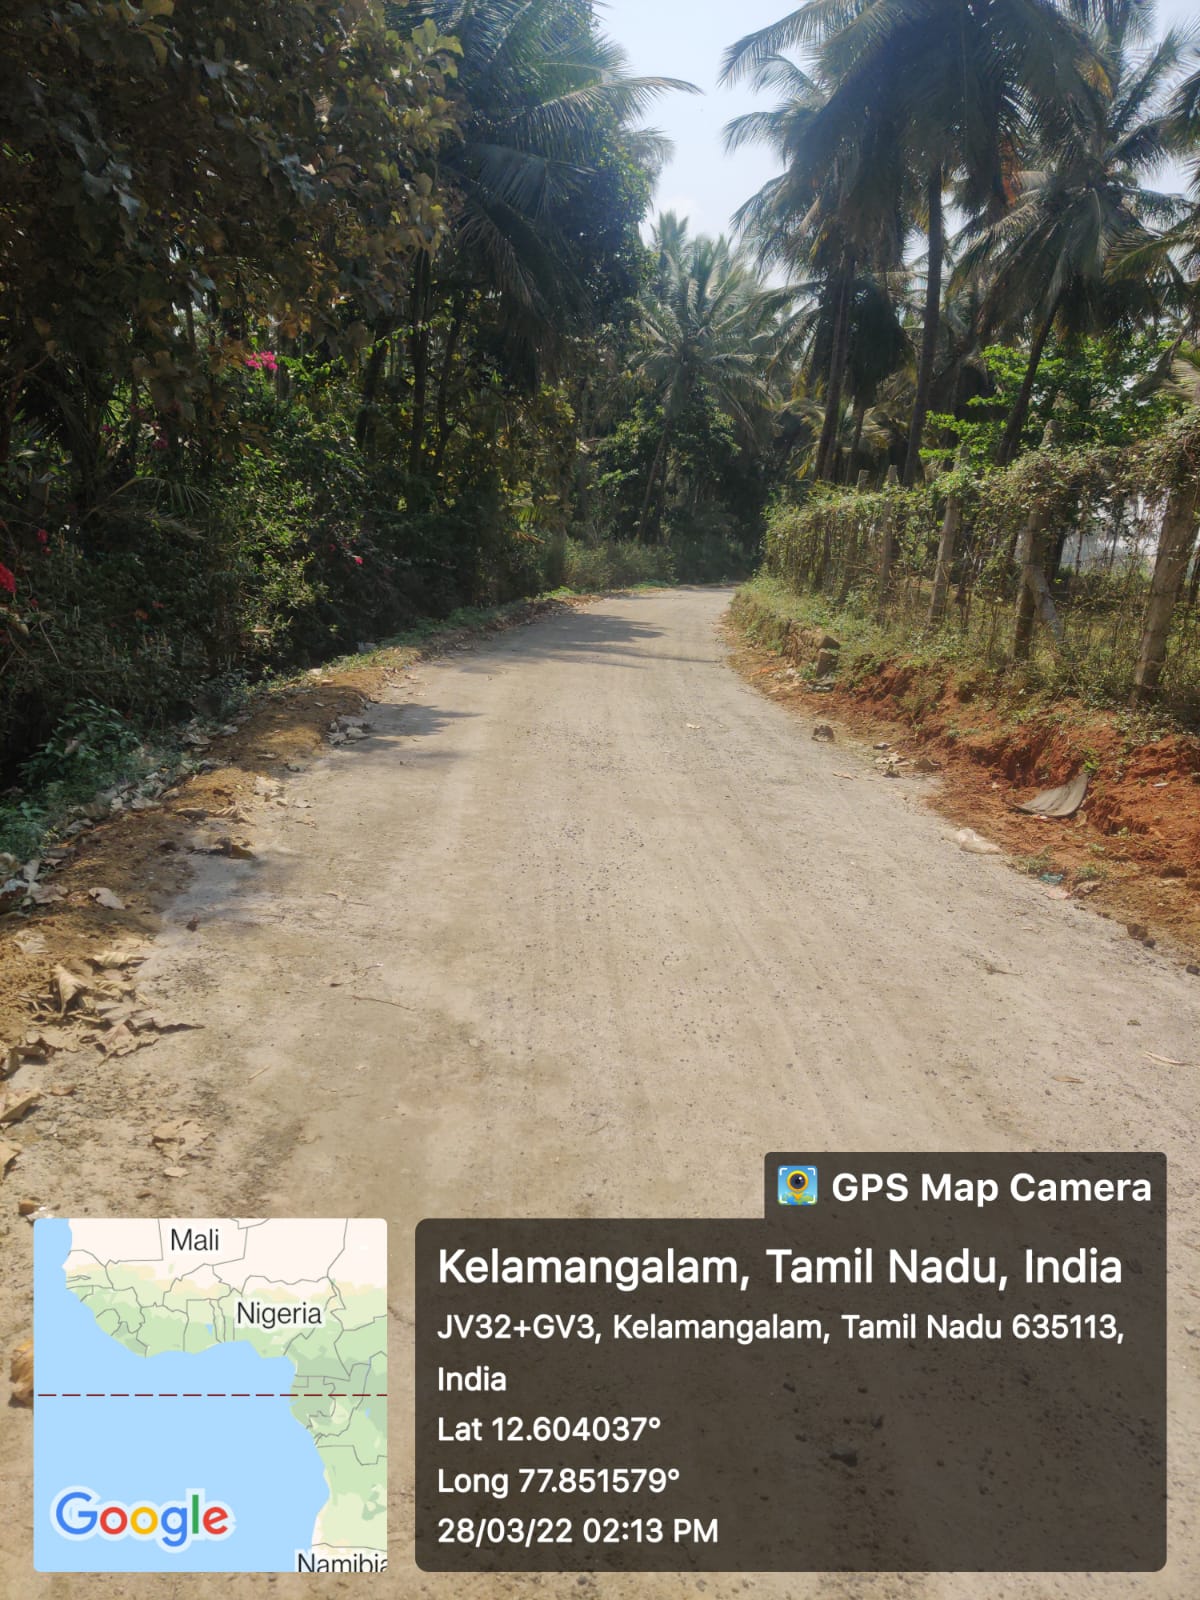 GPS Map Camera
Kelamangalam, Tamil Nadu, India
JV32+GV3, Kelamangalam, Tamil Nadu 635113,
India
Lat 12.604037°
Long 77.851579°
28/03/22 02:13 PM
Mali
Nigeria
Google
Namibia